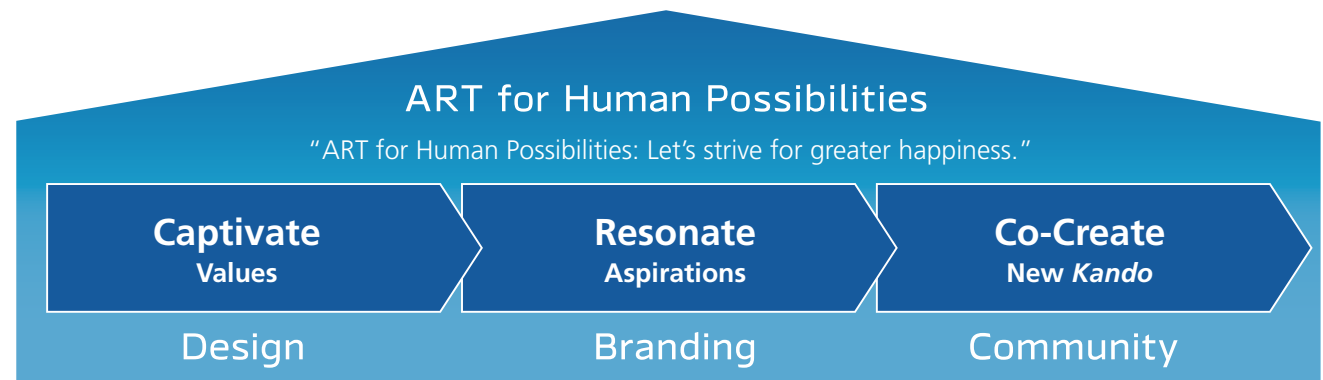 ART for Human Possibilities
“ART for Human Possibilities: Let’s strive for greater happiness.”
Captivate
Values
Resonate
Aspirations
Co-Create
New Kando
Design
Branding
Community